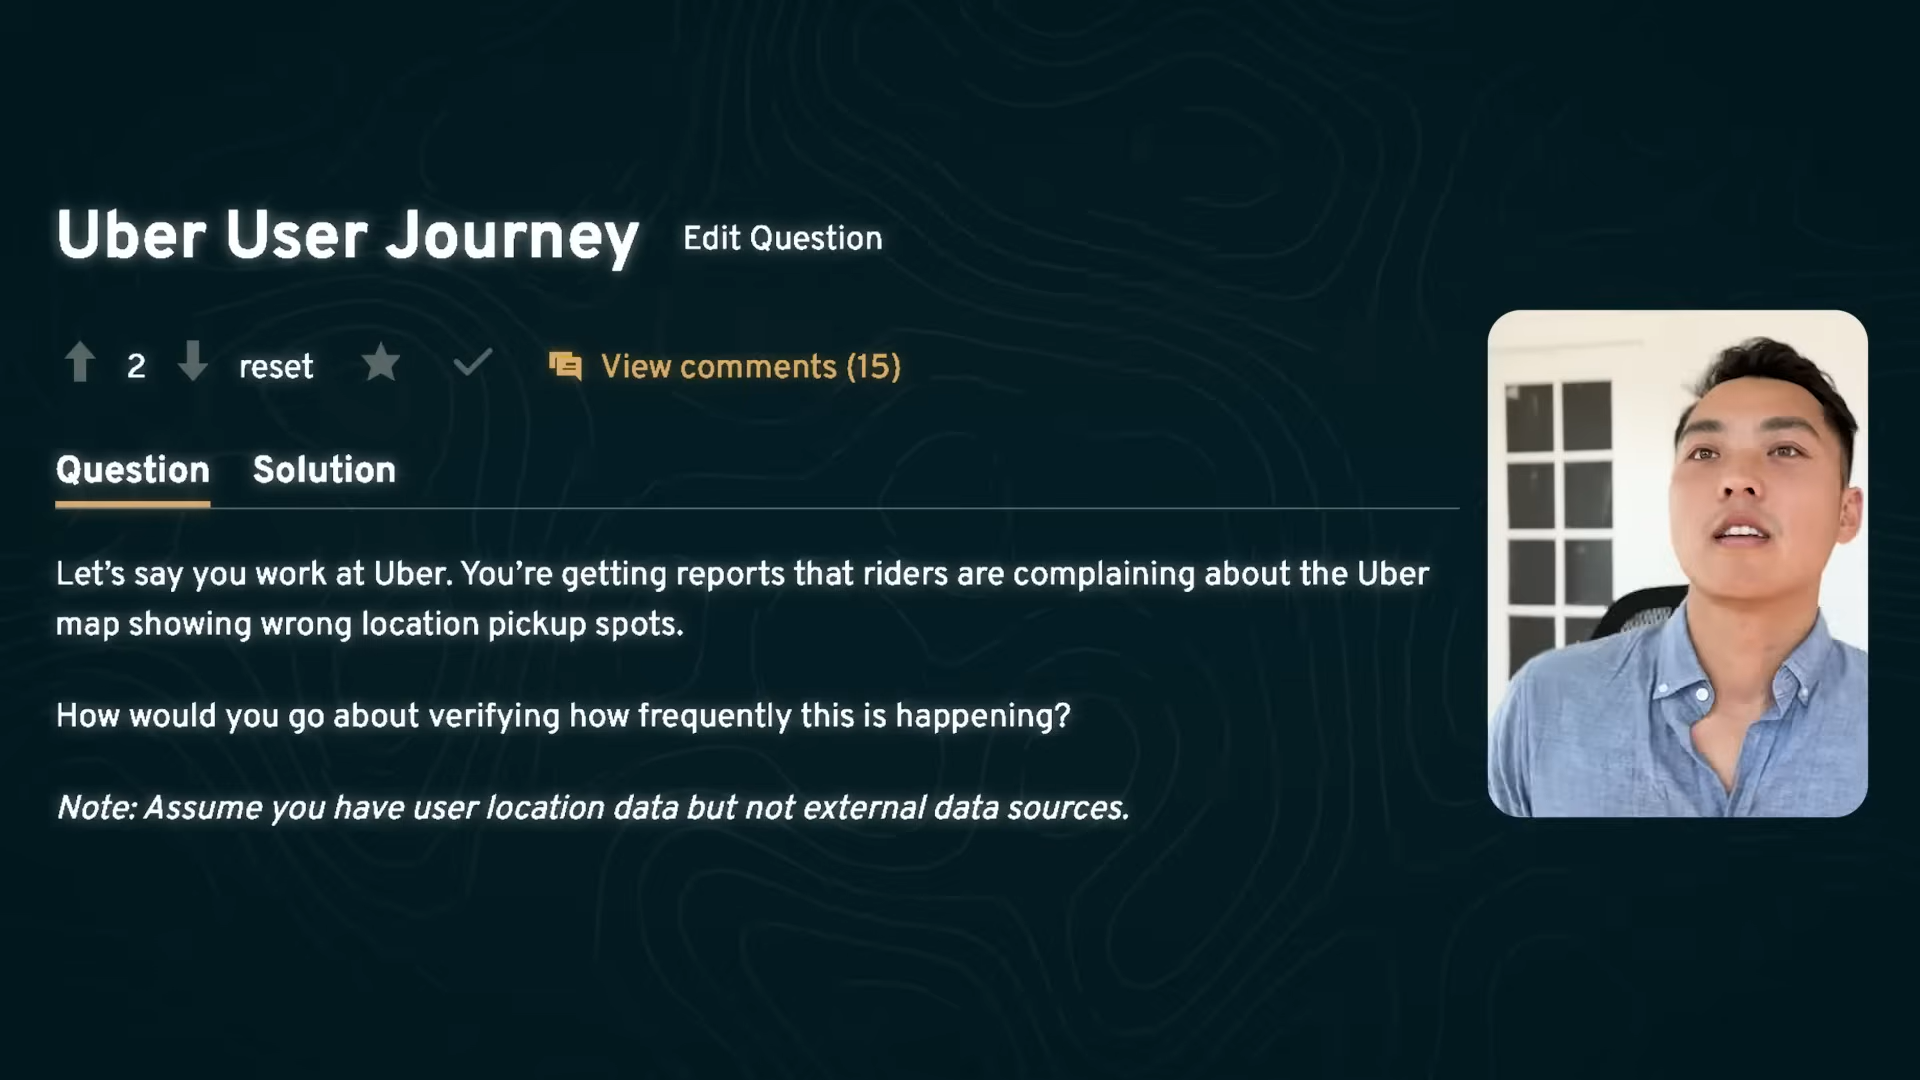 Uber User Journey Edit Question
2 reset View comments (15)
Question Solution
Let’s say you work at Uber. You’re getting reports that riders are complaining about the Uber
map showing wrong location pickup spots.
How would you go about verifying how frequently this is happening?
Note: Assume you have user location data but not external data sources.